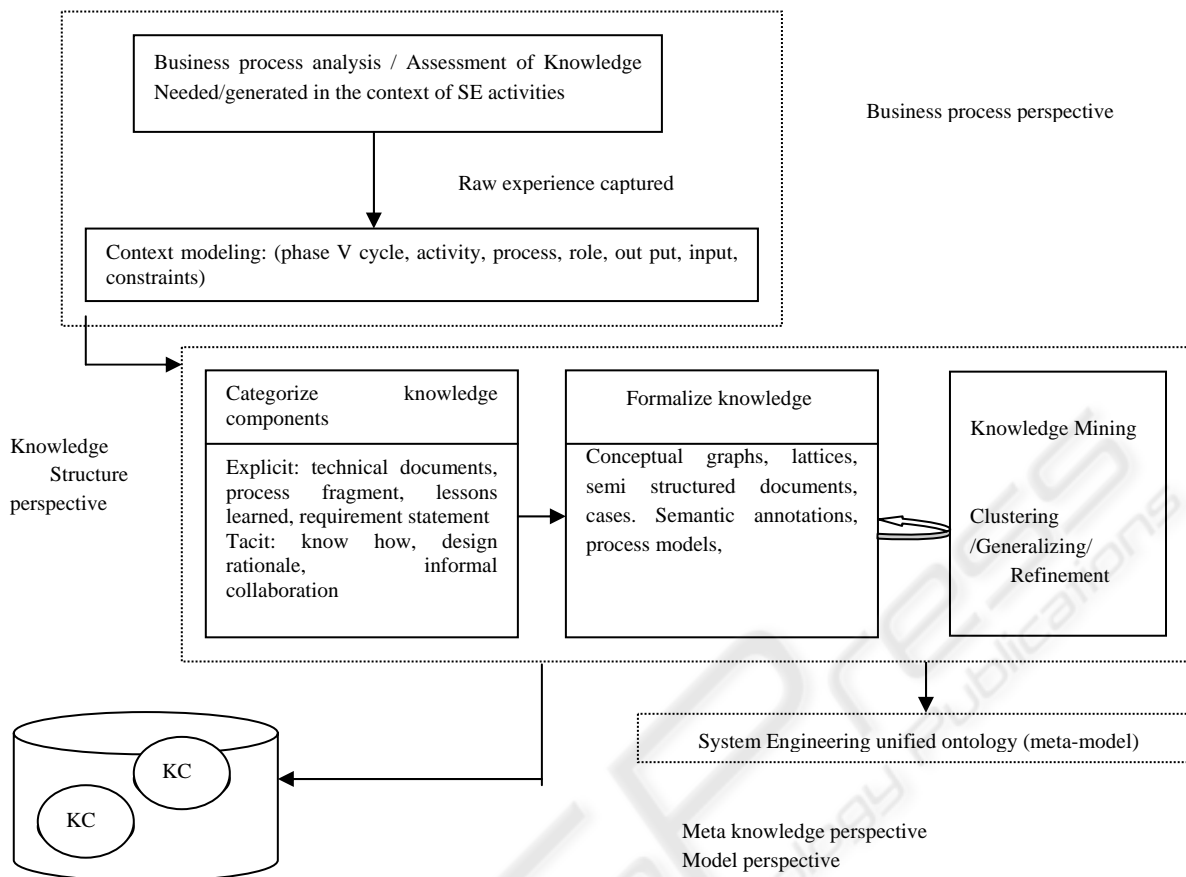 Business process analysis / Assessment of Knowledge
Needed/generated in the context of SE activities
Business process perspective
Raw experience captured
Context modeling: (phase V cycle, activity, process, role, out put, input,
constraints)
Knowledge
Structure
perspective
Categorize knowledge
components
Explicit: technical documents,
process fragment, lessons
learned, requirement statement
Tacit: know how, design
rationale, informal
collaboration
Formalize knowledge
Conceptual graphs, lattices,
semi structured documents,
cases. Semantic annotations,
process models,
Knowledge Mining
Clustering
/Generalizing/
Refinement
System Engineering unified ontology (meta-model)
KC
KC
Meta knowledge perspective
Model perspective